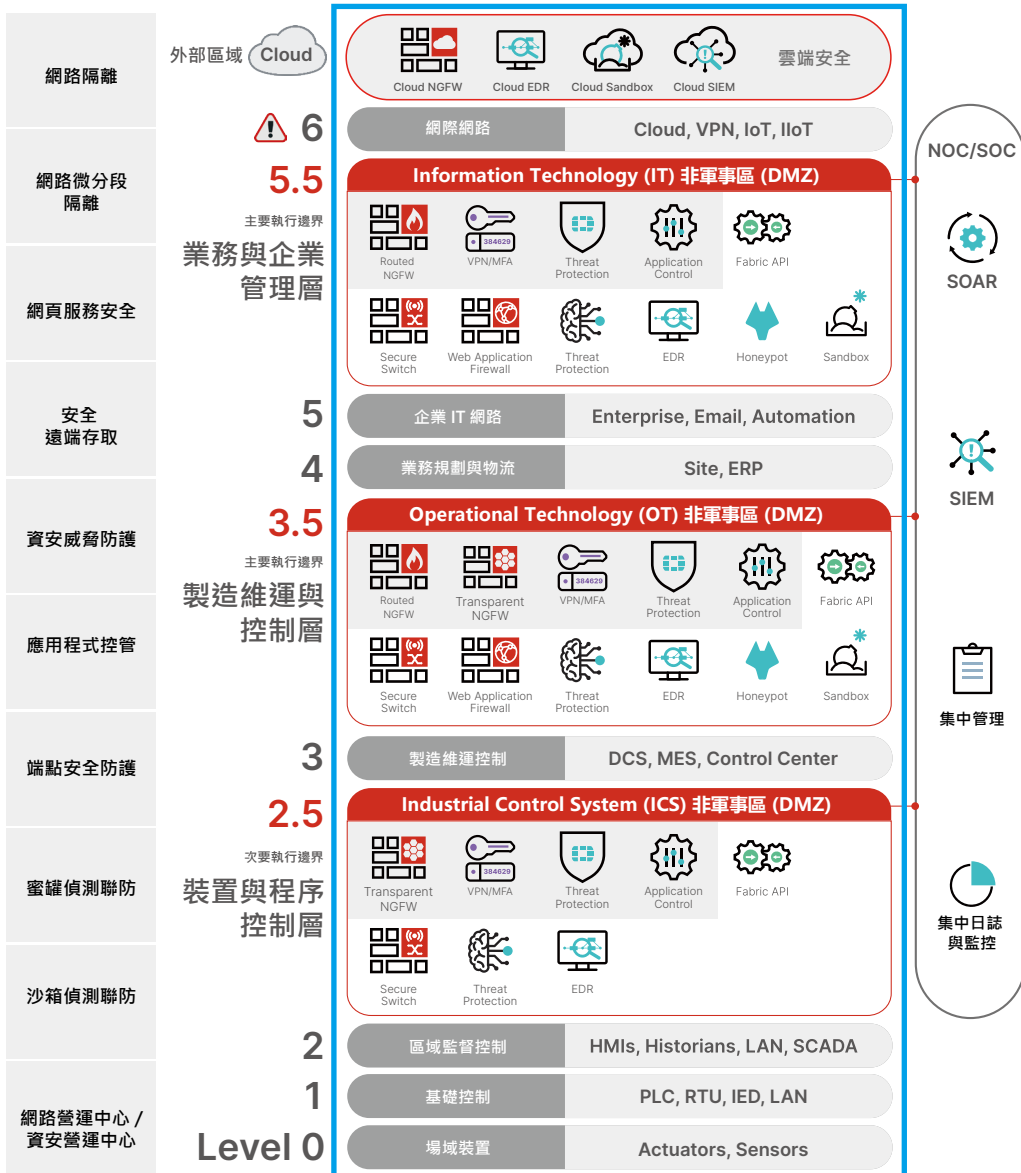 網路隔離
網路微分段
隔離
網頁服務安全
安全
遠端存取
資安威脅防護
應用程式控管
端點安全防護
蜜罐偵測聯防
沙箱偵測聯防
網路營運中心 /
資安營運中心
外部區域 Cloud
Cloud NGFW
Cloud EDR
Cloud Sandbox
Cloud SIEM
雲端安全
6
網際網路
Cloud, VPN, IoT, IIoT
5.5
主要執行邊界
業務與企業
管理層
Information Technology (IT) 非軍事區 (DMZ)
Routed
NGFW
384629
VPN/MFA
Threat
Protection
Application
Control
Fabric API
Secure
Switch
Web Application
Firewall
Threat
Protection
EDR
Honeypot
Sandbox
5
企業 IT 網路
Enterprise, Email, Automation
4
業務規劃與物流
Site, ERP
3.5
主要執行邊界
製造維運與
控制層
Operational Technology (OT) 非軍事區 (DMZ)
Routed
NGFW
Transparent
NGFW
384629
VPN/MFA
Threat
Protection
Application
Control
Fabric API
Secure
Switch
Web Application
Firewall
Threat
Protection
EDR
Honeypot
Sandbox
3
製造維運控制
DCS, MES, Control Center
2.5
次要執行邊界
裝置與程序
控制層
Industrial Control System (ICS) 非軍事區 (DMZ)
Transparent
NGFW
384629
VPN/MFA
Threat
Protection
Application
Control
Fabric API
Secure
Switch
Threat
Protection
EDR
2
區域監督控制
HMIs, Historians, LAN, SCADA
1
基礎控制
PLC, RTU, IED, LAN
Level 0
場域裝置
Actuators, Sensors
NOC/SOC
SOAR
SIEM
集中管理
集中日誌
與監控